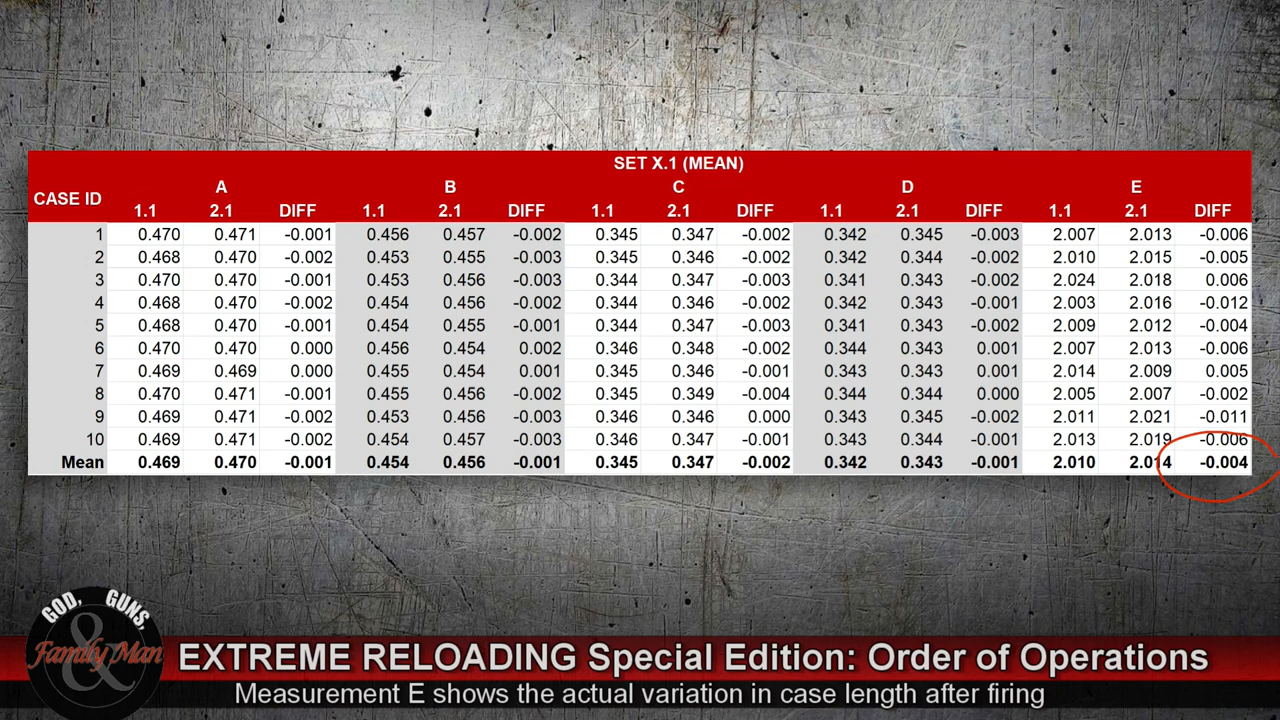 SET X.1 (MEAN)
CASE ID A B C D E
1.1 2.1 DIFF 1.1 2.1 DIFF 1.1 2.1 DIFF 1.1 2.1 DIFF 1.1 2.1 DIFF
1 0.470 0.471 -0.001 0.456 0.457 -0.002 0.345 0.347 -0.002 0.342 0.345 -0.003 2.007 2.013 -0.006
2 0.468 0.470 -0.002 0.453 0.455 -0.003 0.345 0.346 -0.002 0.342 0.344 -0.002 2.010 2.015 -0.005
3 0.470 0.470 -0.001 0.453 0.456 -0.003 0.344 0.347 -0.003 0.341 0.343 -0.002 2.024 2.018 0.006
4 0.468 0.470 -0.002 0.454 0.456 -0.002 0.344 0.346 -0.002 0.342 0.343 -0.001 2.003 2.016 -0.012
5 0.468 0.470 -0.001 0.454 0.455 -0.001 0.344 0.347 -0.003 0.341 0.343 -0.002 2.009 2.012 -0.004
6 0.470 0.470 0.000 0.456 0.454 0.002 0.346 0.348 -0.002 0.344 0.343 0.001 2.007 2.013 -0.006
7 0.469 0.469 0.000 0.455 0.454 0.001 0.345 0.346 -0.001 0.343 0.343 0.001 2.014 2.009 0.005
8 0.470 0.471 -0.001 0.455 0.456 -0.002 0.345 0.349 -0.004 0.344 0.344 0.000 2.005 2.007 -0.002
9 0.469 0.471 -0.002 0.453 0.456 -0.003 0.346 0.346 0.000 0.343 0.345 -0.002 2.011 2.021 -0.011
10 0.469 0.471 -0.002 0.454 0.457 -0.003 0.346 0.347 -0.001 0.343 0.344 -0.001 2.013 2.019 -0.006
Mean 0.469 0.470 -0.001 0.454 0.456 -0.001 0.345 0.347 -0.002 0.342 0.343 -0.001 2.010 2.014 -0.004
GOD, GUNS,
&
Family Man
EXTREME RELOADING Special Edition: Order of Operations
Measurement E shows the actual variation in case length after firing